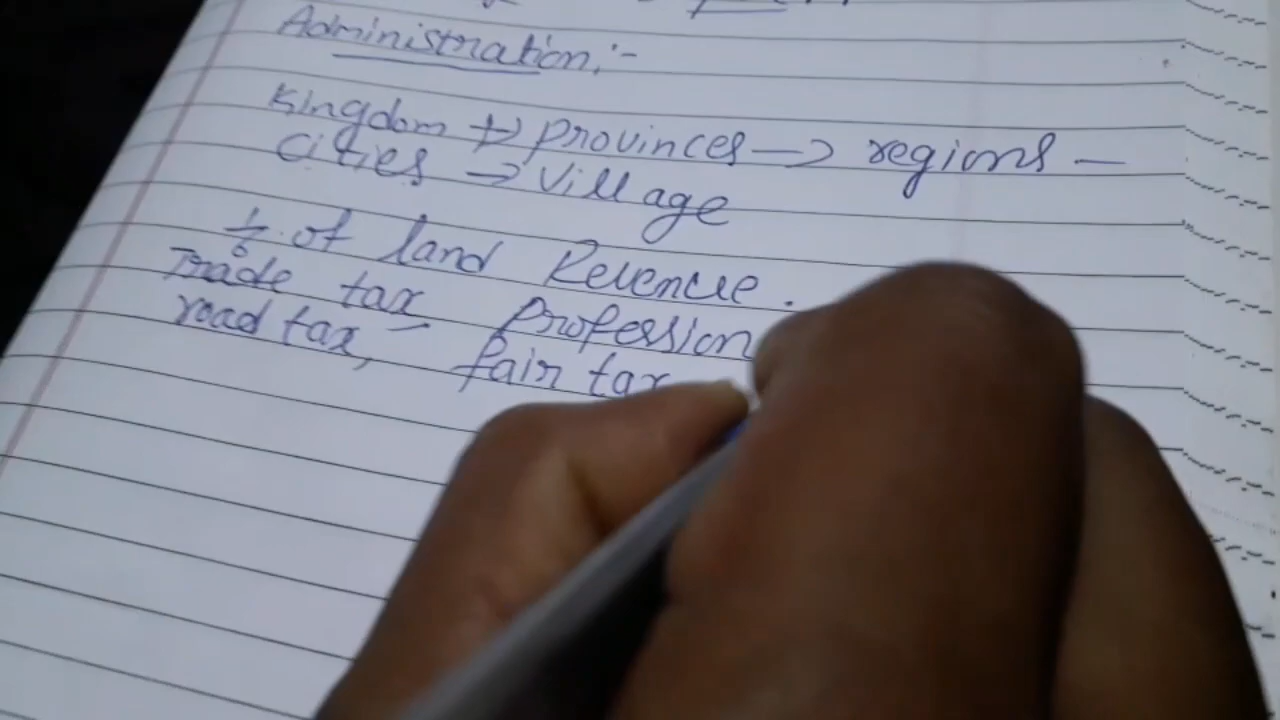 Administration:-
Kingdom → provinces → regions —
cities → Village
1/6 of land Revenue.
Trade tax, Profession
road tax, fair tax